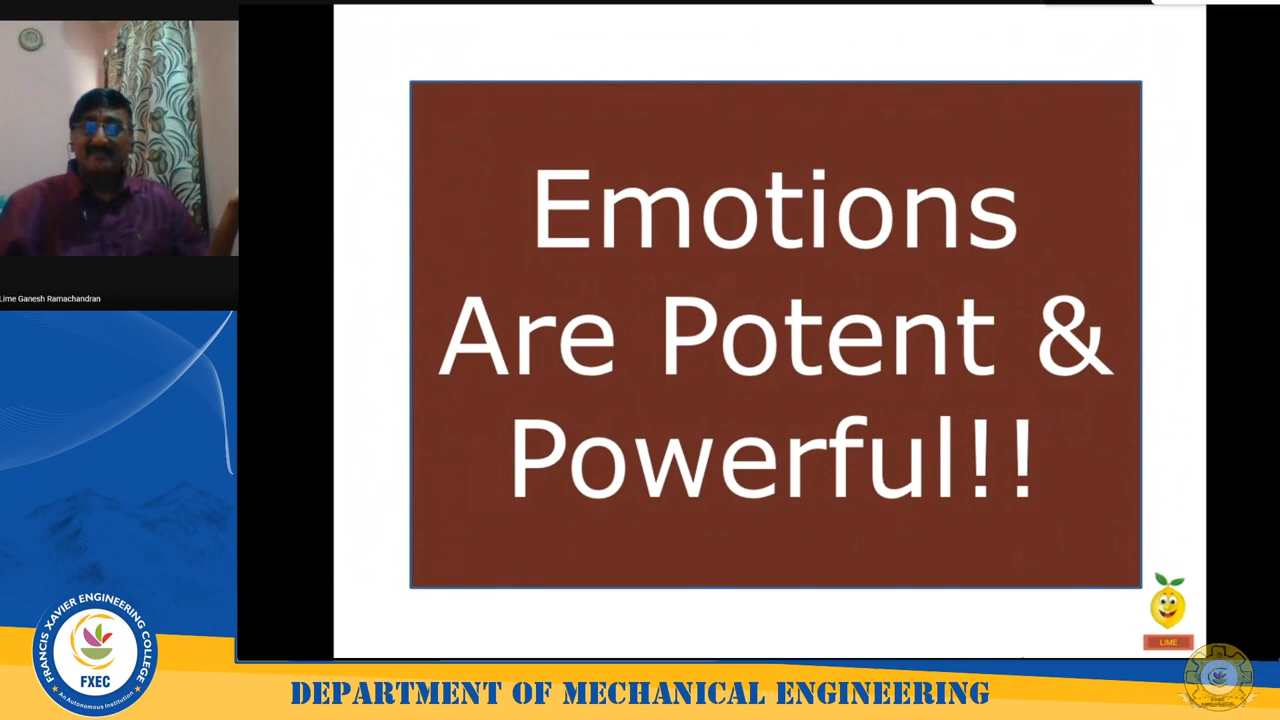 Emotions
Are Potent &
Powerful!!
Lime Ganesh Ramachandran
LIME
FRANCIS XAVIER ENGINEERING COLLEGE
FXEC
An Autonomous Institution
DEPARTMENT OF MECHANICAL ENGINEERING